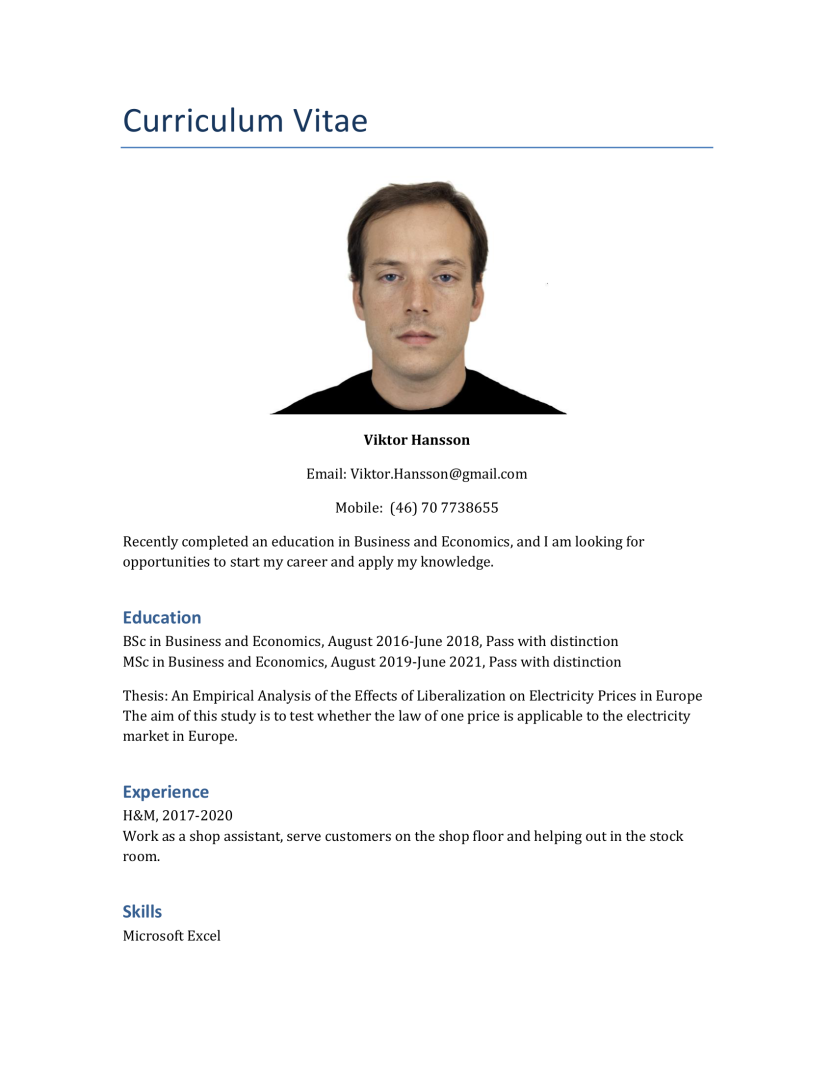 Curriculum Vitae
Viktor Hansson
Email: Viktor.Hansson@gmail.com
Mobile:  (46) 70 7738655
Recently completed an education in Business and Economics, and I am looking for
opportunities to start my career and apply my knowledge.
Education
BSc in Business and Economics, August 2016-June 2018, Pass with distinction
MSc in Business and Economics, August 2019-June 2021, Pass with distinction
Thesis: An Empirical Analysis of the Effects of Liberalization on Electricity Prices in Europe
The aim of this study is to test whether the law of one price is applicable to the electricity
market in Europe.
Experience
H&M, 2017-2020
Work as a shop assistant, serve customers on the shop floor and helping out in the stock
room.
Skills
Microsoft Excel